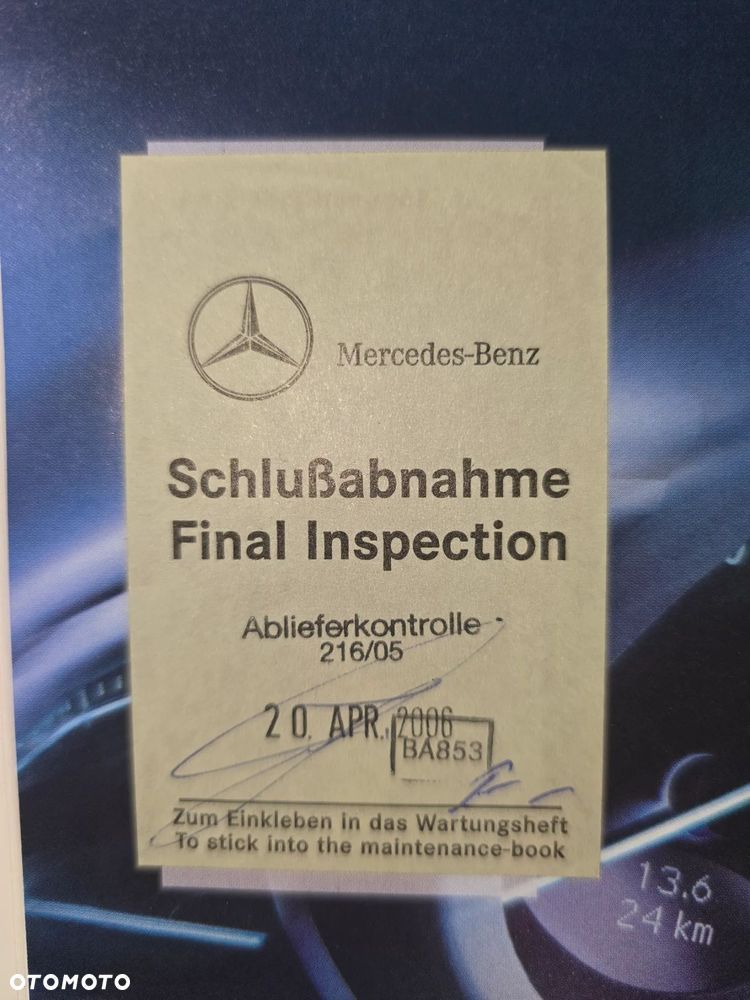 Mercedes-Benz
Schlußabnahme
Final Inspection
Ablieferkontrolle
216/05
20. APR. 2006
BA853
Zum Einkleben in das Wartungsheft
To stick into the maintenance-book
13.6
24 km
OTOMOTO